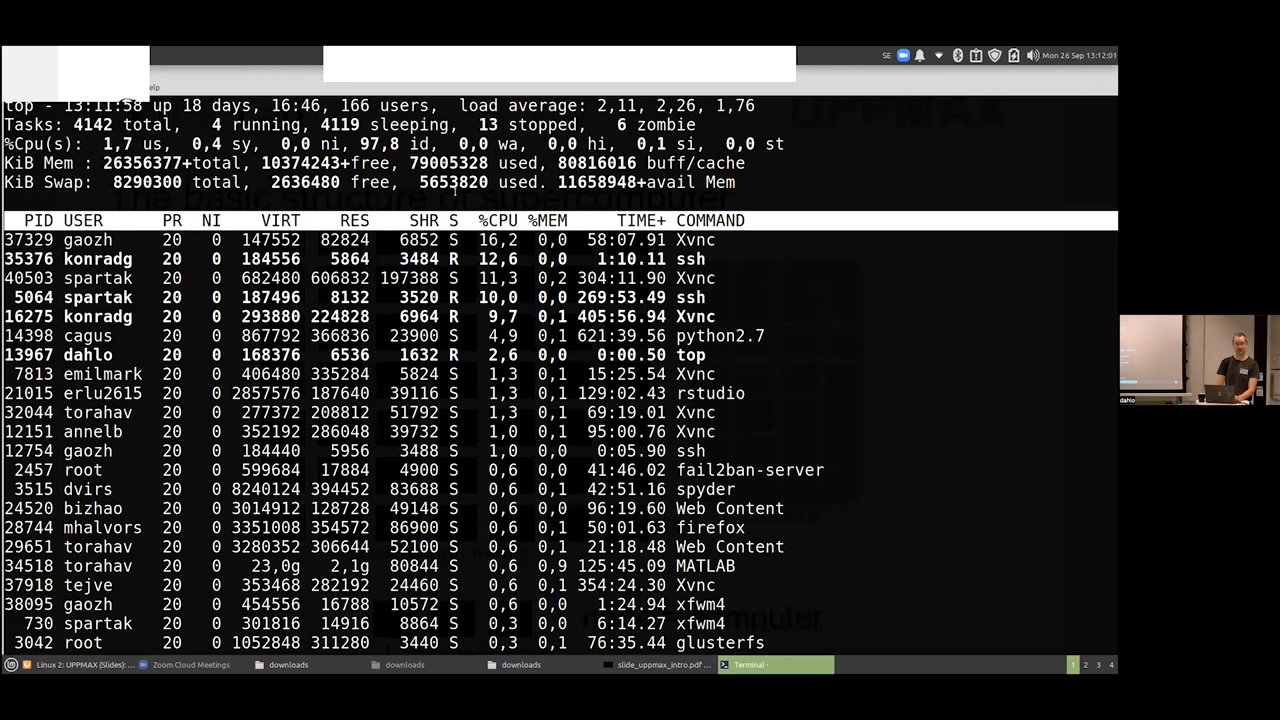 SE Mon 26 Sep 13:12:01
elp
top - 13:11:58 up 18 days, 16:46, 166 users, load average: 2,11, 2,26, 1,76
Tasks: 4142 total, 4 running, 4119 sleeping, 13 stopped, 6 zombie
%Cpu(s): 1,7 us, 0,4 sy, 0,0 ni, 97,8 id, 0,0 wa, 0,0 hi, 0,1 si, 0,0 st
KiB Mem : 26356377+total, 10374243+free, 79005328 used, 80816016 buff/cache
KiB Swap: 8290300 total, 2636480 free, 5653820 used. 11658948+avail Mem
PID USER PR NI VIRT RES SHR S %CPU %MEM TIME+ COMMAND
37329 gaozh 20 0 147552 82824 6852 S 16,2 0,0 58:07.91 Xvnc
35376 konradg 20 0 184556 5864 3484 R 12,6 0,0 1:10.11 ssh
40503 spartak 20 0 682480 606832 197388 S 11,3 0,2 304:11.90 Xvnc
5064 spartak 20 0 187496 8132 3520 R 10,0 0,0 269:53.49 ssh
16275 konradg 20 0 293880 224828 6964 R 9,7 0,1 405:56.94 Xvnc
14398 cagus 20 0 867792 366836 23900 S 4,9 0,1 621:39.56 python2.7
13967 dahlo 20 0 168376 6536 1632 R 2,6 0,0 0:00.50 top
7813 emilmark 20 0 406480 335284 5824 S 1,3 0,1 15:25.54 Xvnc
21015 erlu2615 20 0 2857576 187640 39116 S 1,3 0,1 129:02.43 rstudio
32044 torahav 20 0 277372 208812 51792 S 1,3 0,1 69:19.01 Xvnc
12151 annelb 20 0 352192 286048 39732 S 1,0 0,1 95:00.76 Xvnc
12754 gaozh 20 0 184440 5956 3488 S 1,0 0,0 0:05.90 ssh
2457 root 20 0 599684 17884 4900 S 0,6 0,0 41:46.02 fail2ban-server
3515 dvirs 20 0 8240124 394452 83688 S 0,6 0,1 42:51.16 spyder
24520 bizhao 20 0 3014912 128728 49148 S 0,6 0,0 96:19.60 Web Content
28744 mhalvors 20 0 3351008 354572 86900 S 0,6 0,1 50:01.63 firefox
29651 torahav 20 0 3280352 306644 52100 S 0,6 0,1 21:18.48 Web Content
34518 torahav 20 0 23,0g 2,1g 80844 S 0,6 0,9 125:45.09 MATLAB
37918 tejve 20 0 353468 282192 24460 S 0,6 0,1 354:24.30 Xvnc
38095 gaozh 20 0 454556 16788 10572 S 0,6 0,0 1:24.94 xfwm4
730 spartak 20 0 301816 14916 8864 S 0,3 0,0 6:14.27 xfwm4
3042 root 20 0 1052848 311280 3440 S 0,3 0,1 76:35.44 glusterfs
UPPMAX
The basic structure of supercomputer
dahlo
Linux 2: UPPMAX (Slides): ... Zoom Cloud Meetings downloads downloads downloads slide_uppmax_intro.pdf ... Terminal - 1 2 3 4